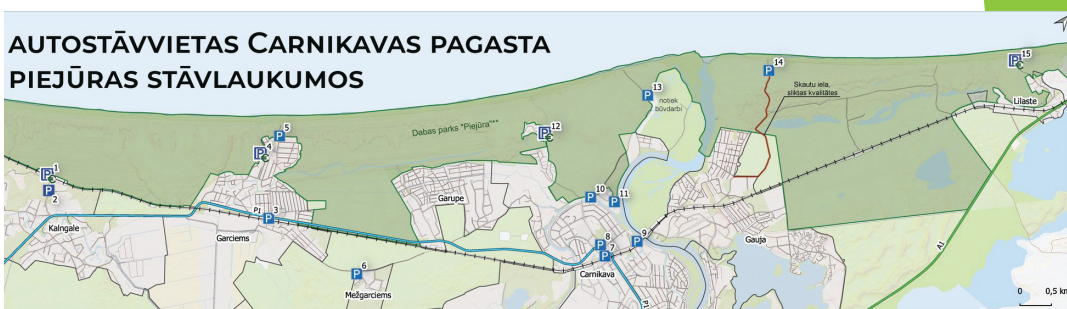 AUTOSTĀVVIETAS CARNIKAVAS PAGASTA
PIEJŪRAS STĀVLAUKUMOS
15
P
€
14
P
Skautu iela,
sliktas kvalitātes
Lilaste
13
P
notiek
būvdarbi
Dabas parks "Piejūra""
12
P
€
5
P
4
P
€
1
P
€
P
2
Kalngale
P1
3
P
Garciems
Garupe
10
P
11
P
9
P
8
P
7
P
Carnikava
P1
Gauja
A1
6
P
Mežgarciems
0 0,5 km